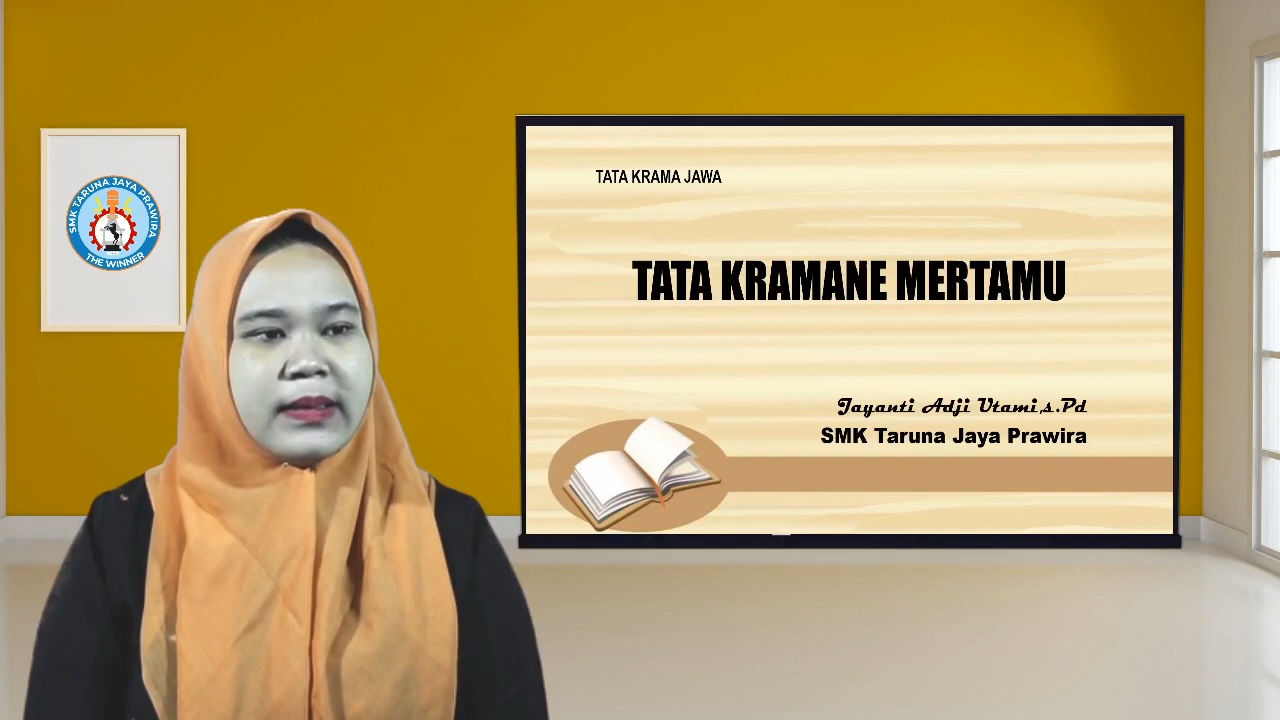 SMK TARUNA JAYA PRAWIRA
THE WINNER
TATA KRAMA JAWA
TATA KRAMANE MERTAMU
Jayanti Adji Utami,s.Pd
SMK Taruna Jaya Prawira